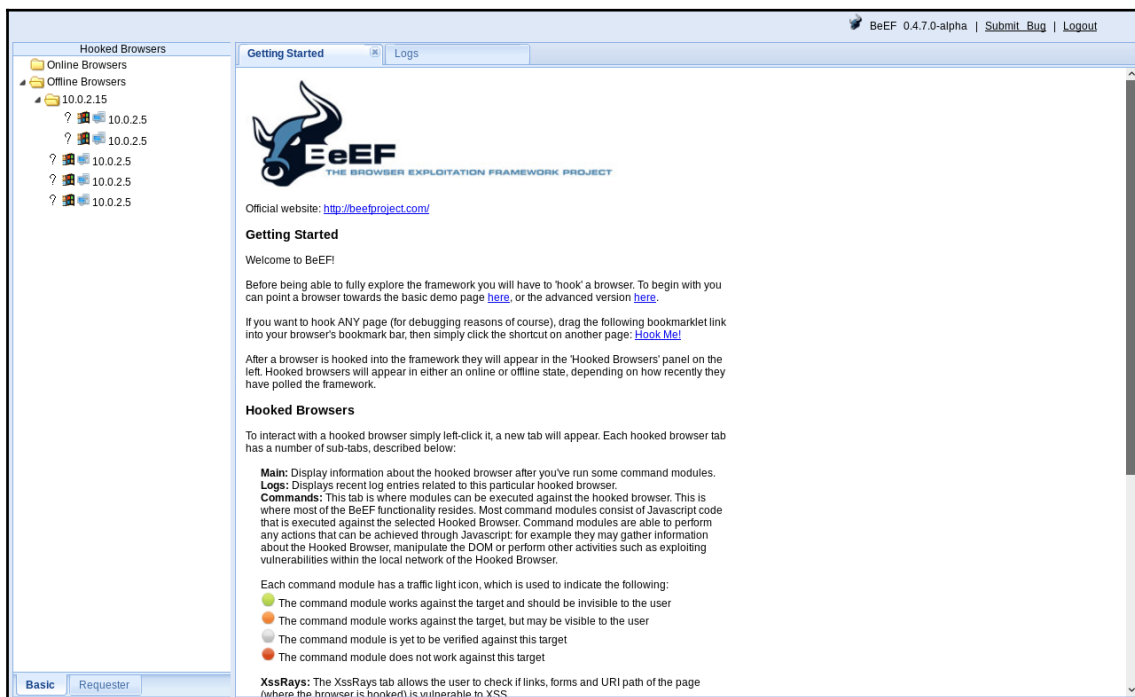 BeEF 0.4.7.0-alpha | Submit Bug | Logout
Hooked Browsers
Online Browsers
Offline Browsers
10.0.2.15
? 10.0.2.5
? 10.0.2.5
? 10.0.2.5
? 10.0.2.5
? 10.0.2.5
Basic
Requester
Getting Started
Logs
BeEF
THE BROWSER EXPLOITATION FRAMEWORK PROJECT
Official website: http://beefproject.com/
Getting Started
Welcome to BeEF!
Before being able to fully explore the framework you will have to 'hook' a browser. To begin with you
can point a browser towards the basic demo page here, or the advanced version here.
If you want to hook ANY page (for debugging reasons of course), drag the following bookmarklet link
into your browser's bookmark bar, then simply click the shortcut on another page: Hook Me!
After a browser is hooked into the framework they will appear in the 'Hooked Browsers' panel on the
left. Hooked browsers will appear in either an online or offline state, depending on how recently they
have polled the framework.
Hooked Browsers
To interact with a hooked browser simply left-click it, a new tab will appear. Each hooked browser tab
has a number of sub-tabs, described below:
Main: Display information about the hooked browser after you've run some command modules.
Logs: Displays recent log entries related to this particular hooked browser.
Commands: This tab is where modules can be executed against the hooked browser. This is
where most of the BeEF functionality resides. Most command modules consist of Javascript code
that is executed against the selected Hooked Browser. Command modules are able to perform
any actions that can be achieved through Javascript: for example they may gather information
about the Hooked Browser, manipulate the DOM or perform other activities such as exploiting
vulnerabilities within the local network of the Hooked Browser.
Each command module has a traffic light icon, which is used to indicate the following:
The command module works against the target and should be invisible to the user
The command module works against the target, but may be visible to the user
The command module is yet to be verified against this target
The command module does not work against this target
XssRays: The XssRays tab allows the user to check if links, forms and URI path of the page
(where the browser is hooked) is vulnerable to XSS.